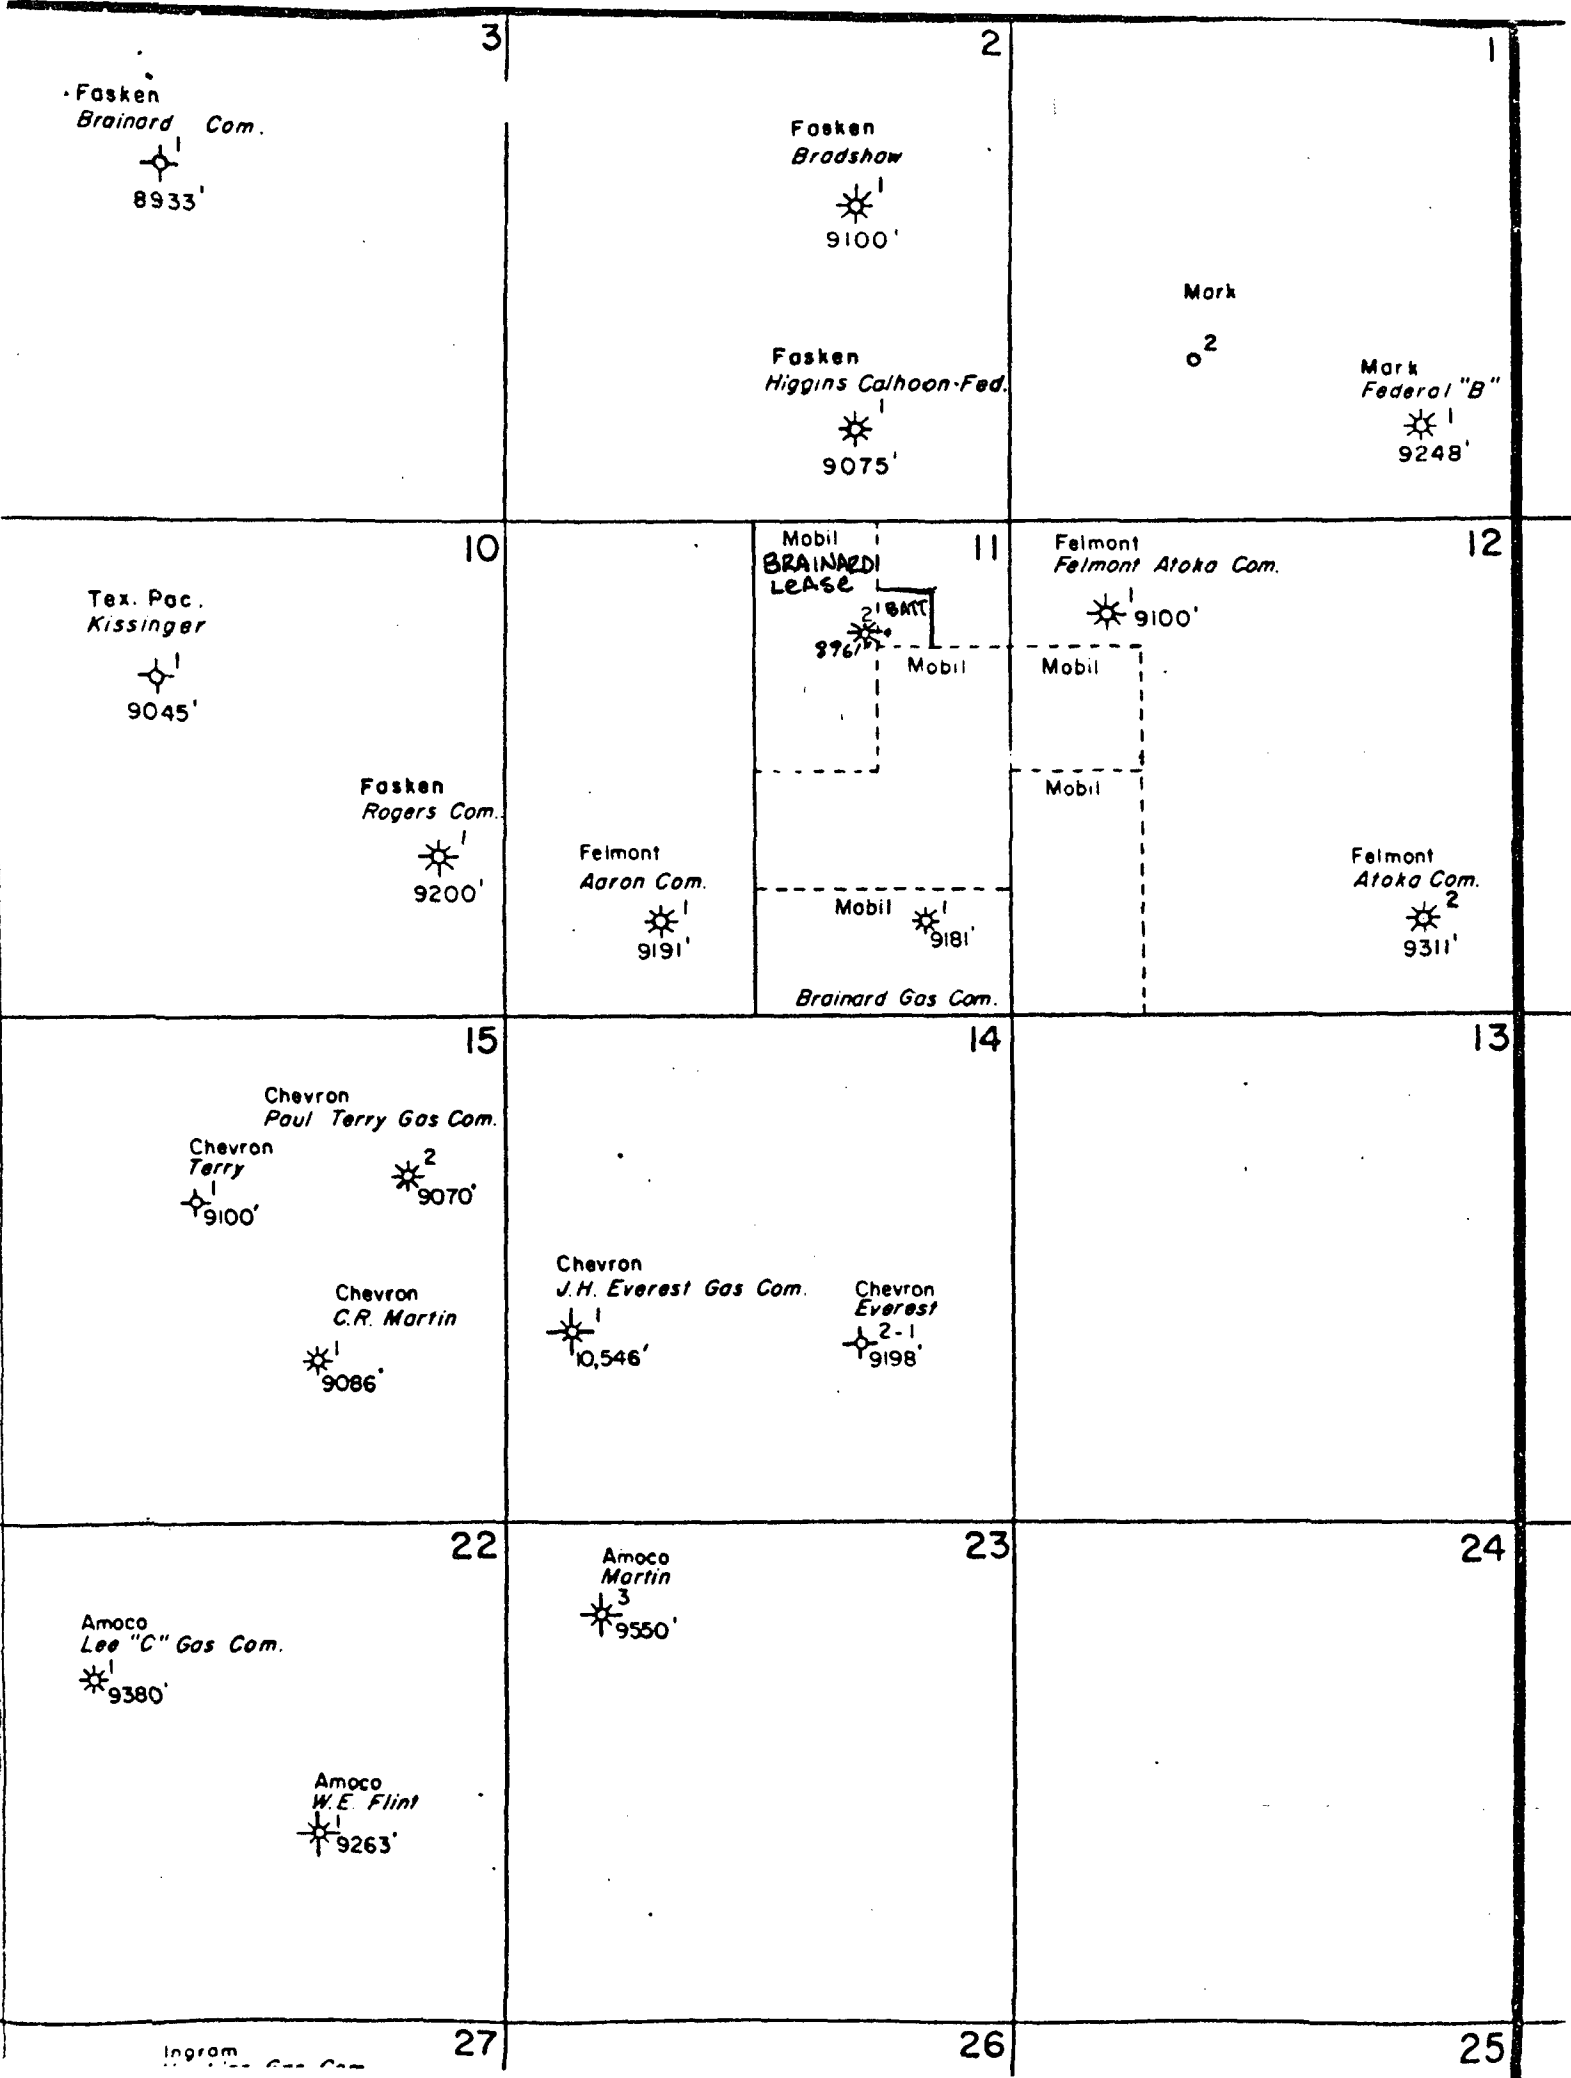 3
2
1
Fasken
Brainard Com.
1
8933'
Fasken
Bradshaw
1
9100'
Mark
2
Fasken
Higgins Calhoon-Fed.
1
9075'
Mark
Federal "B"
1
9248'
10
11
12
Mobil
BRAINARD
LEASE
BATT
2
8961'
Mobil
Mobil
Mobil
Felmont
Felmont Atoka Com.
1
9100'
Tex. Pac.
Kissinger
1
9045'
Fasken
Rogers Com.
1
9200'
Felmont
Aaron Com.
1
9191'
Mobil
1
9181'
Brainard Gas Com.
Felmont
Atoka Com.
2
9311'
15
14
13
Chevron
Paul Terry Gas Com.
2
9070'
Chevron
Terry
1
9100'
Chevron
C.R. Martin
1
9086'
Chevron
J.H. Everest Gas Com.
1
10,546'
Chevron
Everest
2-1
9198'
22
23
24
Amoco
Martin
3
9550'
Amoco
Lee "C" Gas Com.
1
9380'
Amoco
W.E. Flint
1
9263'
27
26
25
Ingram
Gas Com